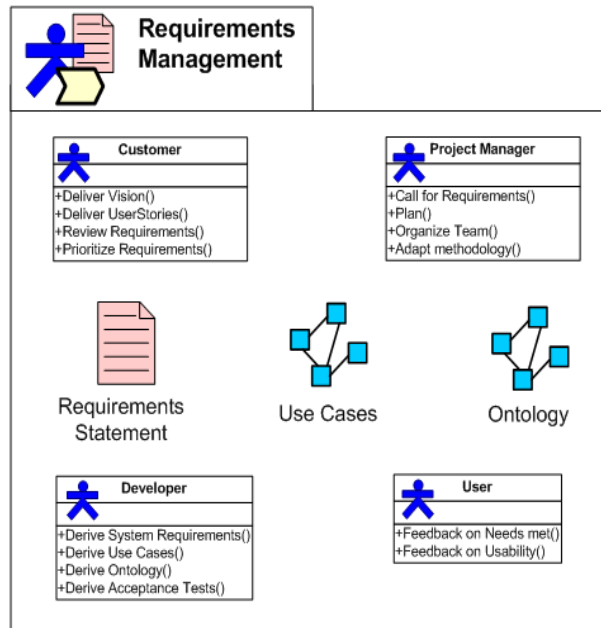 Requirements
Management
Customer
+Deliver Vision()
+Deliver UserStories()
+Review Requirements()
+Prioritize Requirements()
Project Manager
+Call for Requirements()
+Plan()
+Organize Team()
+Adapt methodology()
Requirements
Statement
Use Cases
Ontology
Developer
+Derive System Requirements()
+Derive Use Cases()
+Derive Ontology()
+Derive Acceptance Tests()
User
+Feedback on Needs met()
+Feedback on Usability()